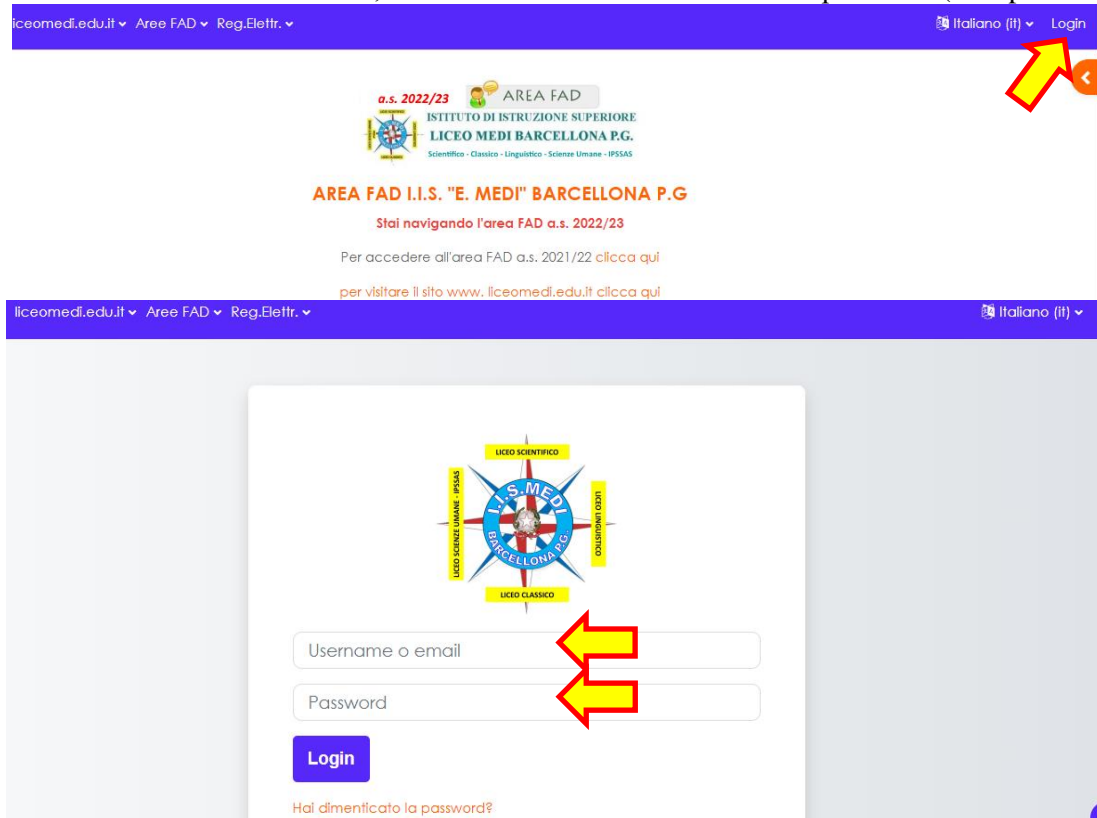 liceomedi.edu.it Aree FAD Reg.Elettr. Italiano (it) Login
a.s. 2022/23 AREA FAD
ISTITUTO DI ISTRUZIONE SUPERIORE
LICEO MEDI BARCELLONA P.G.
Scientifico - Classico - Linguistico - Scienze Umane - IPSSAS
AREA FAD I.I.S. "E. MEDI" BARCELLONA P.G
Stai navigando l'area FAD a.s. 2022/23
Per accedere all'area FAD a.s. 2021/22 clicca qui
per visitare il sito www. liceomedi.edu.it clicca qui
liceomedi.edu.it Aree FAD Reg.Elettr. Italiano (it)
LICEO SCIENTIFICO
LICEO SCIENZE UMANE - IPSSAS
I.I.S. MEDI
BARCELLONA P.G.
LICEO LINGUISTICO
LICEO CLASSICO
Username o email
Password
Login
Hai dimenticato la password?